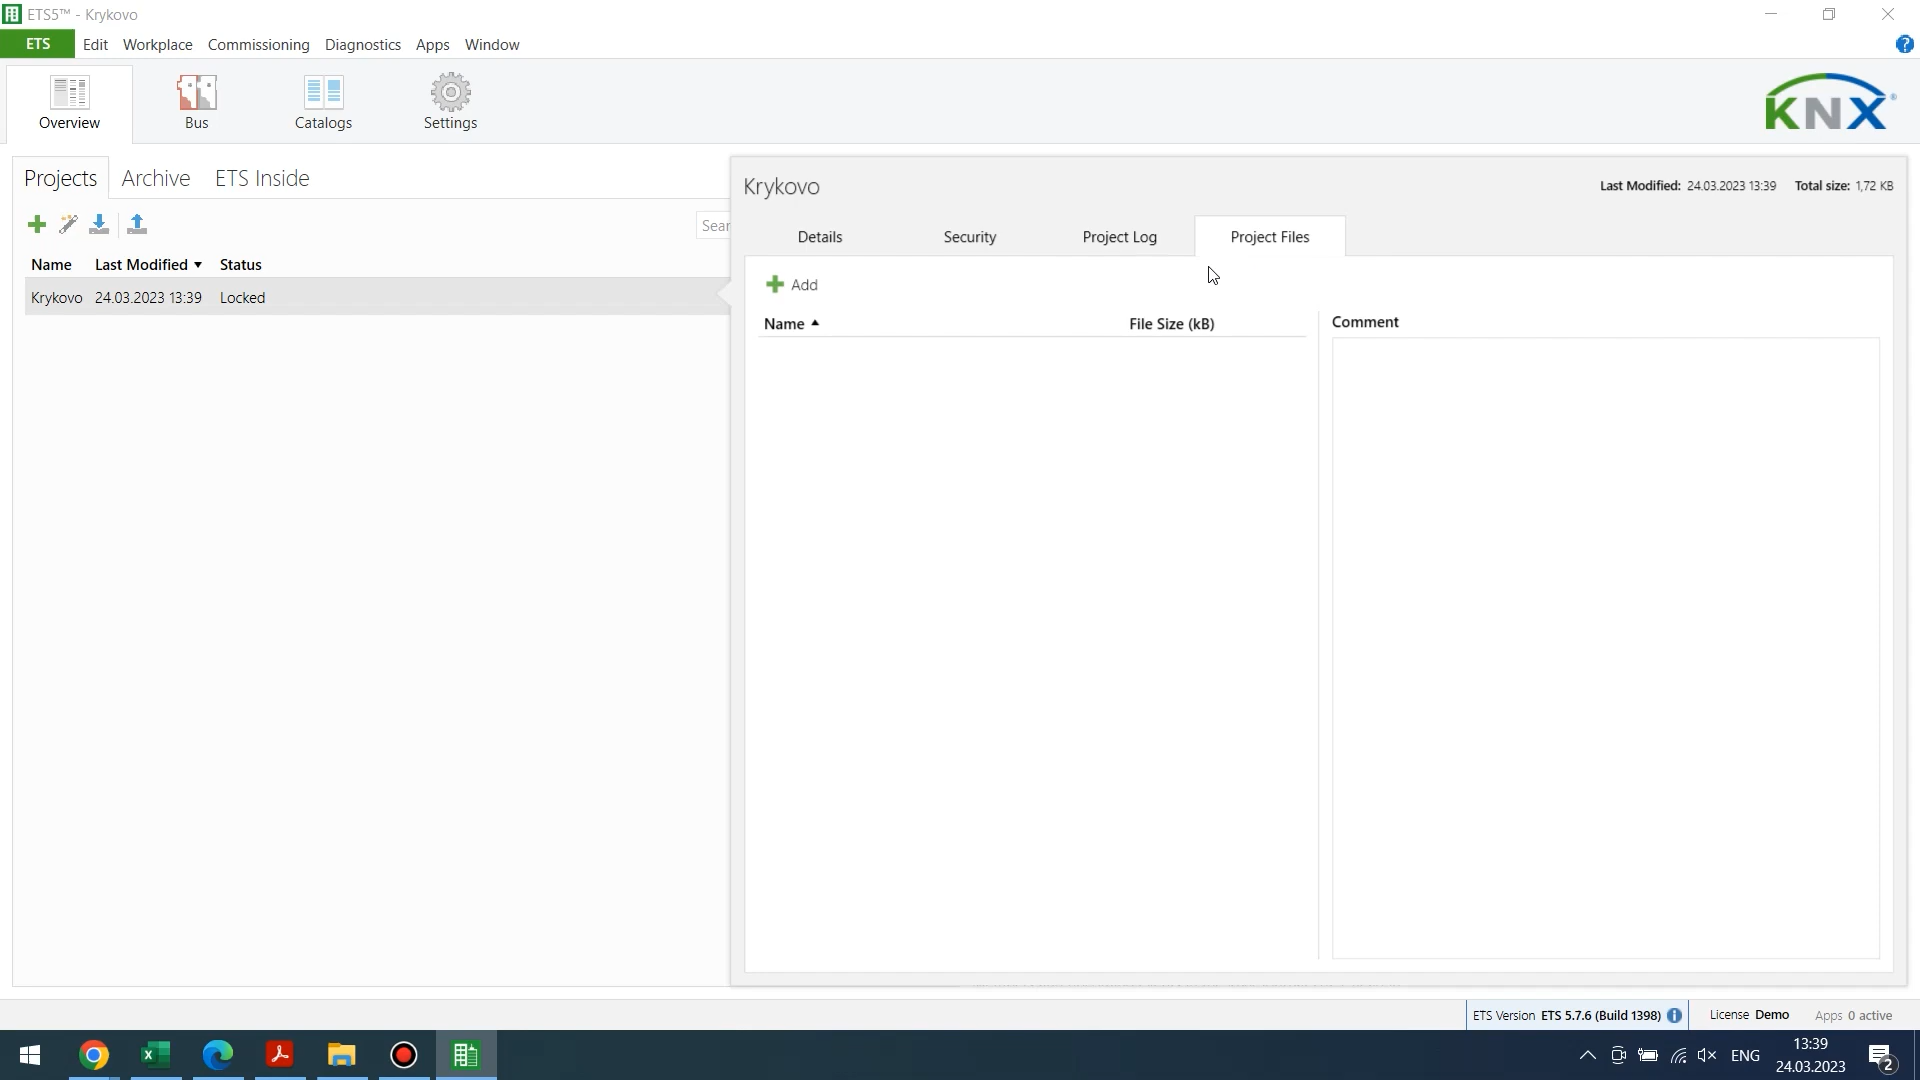 ETS5™ - Krykovo
ETS Edit Workplace Commissioning Diagnostics Apps Window
?
Overview Bus Catalogs Settings
KNX®
Projects Archive ETS Inside
Sear
Name Last Modified Status
Krykovo 24.03.2023 13:39 Locked
Krykovo
Last Modified: 24.03.2023 13:39 Total size: 1,72 KB
Details Security Project Log Project Files
Add
Name File Size (kB) Comment
ETS Version ETS 5.7.6 (Build 1398) i License Demo Apps 0 active
ENG
13:39
24.03.2023
2